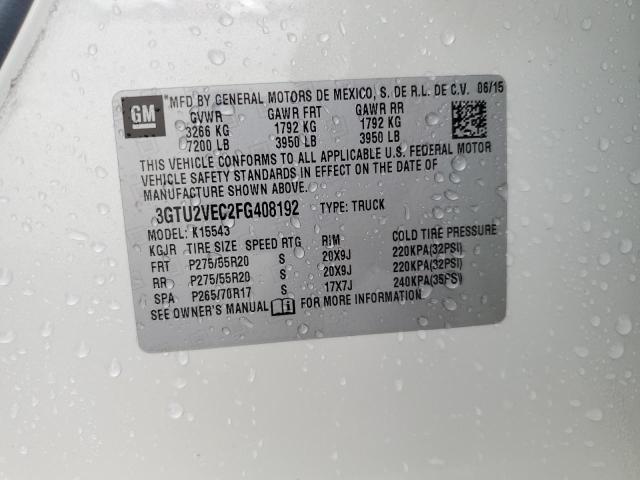 GM
*MFD BY GENERAL MOTORS DE MEXICO, S. DE R.L. DE C.V. 06/15
GVWR GAWR FRT GAWR RR
3266 KG 1792 KG 1792 KG
7200 LB 3950 LB 3950 LB
THIS VEHICLE CONFORMS TO ALL APPLICABLE U.S. FEDERAL MOTOR
VEHICLE SAFETY STANDARDS IN EFFECT ON THE DATE OF
MANUFACTURE SHOWN ABOVE.
3GTU2VEC2FG408192 TYPE: TRUCK
MODEL: K15543
KGJR TIRE SIZE SPEED RTG RIM COLD TIRE PRESSURE
FRT P275/55R20 S 20X9J 220KPA(32PSI)
RR P275/55R20 S 20X9J 220KPA(32PSI)
SPA P265/70R17 S 17X7J 240KPA(35PSI)
SEE OWNER'S MANUAL FOR MORE INFORMATION.